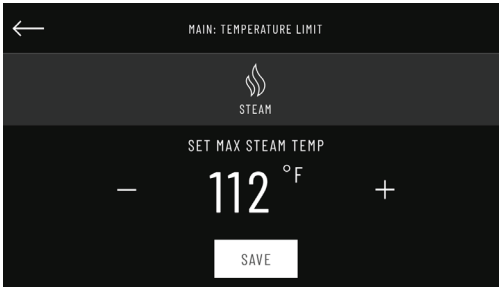 MAIN: TEMPERATURE LIMIT
STEAM
SET MAX STEAM TEMP
− 112 °F +
SAVE